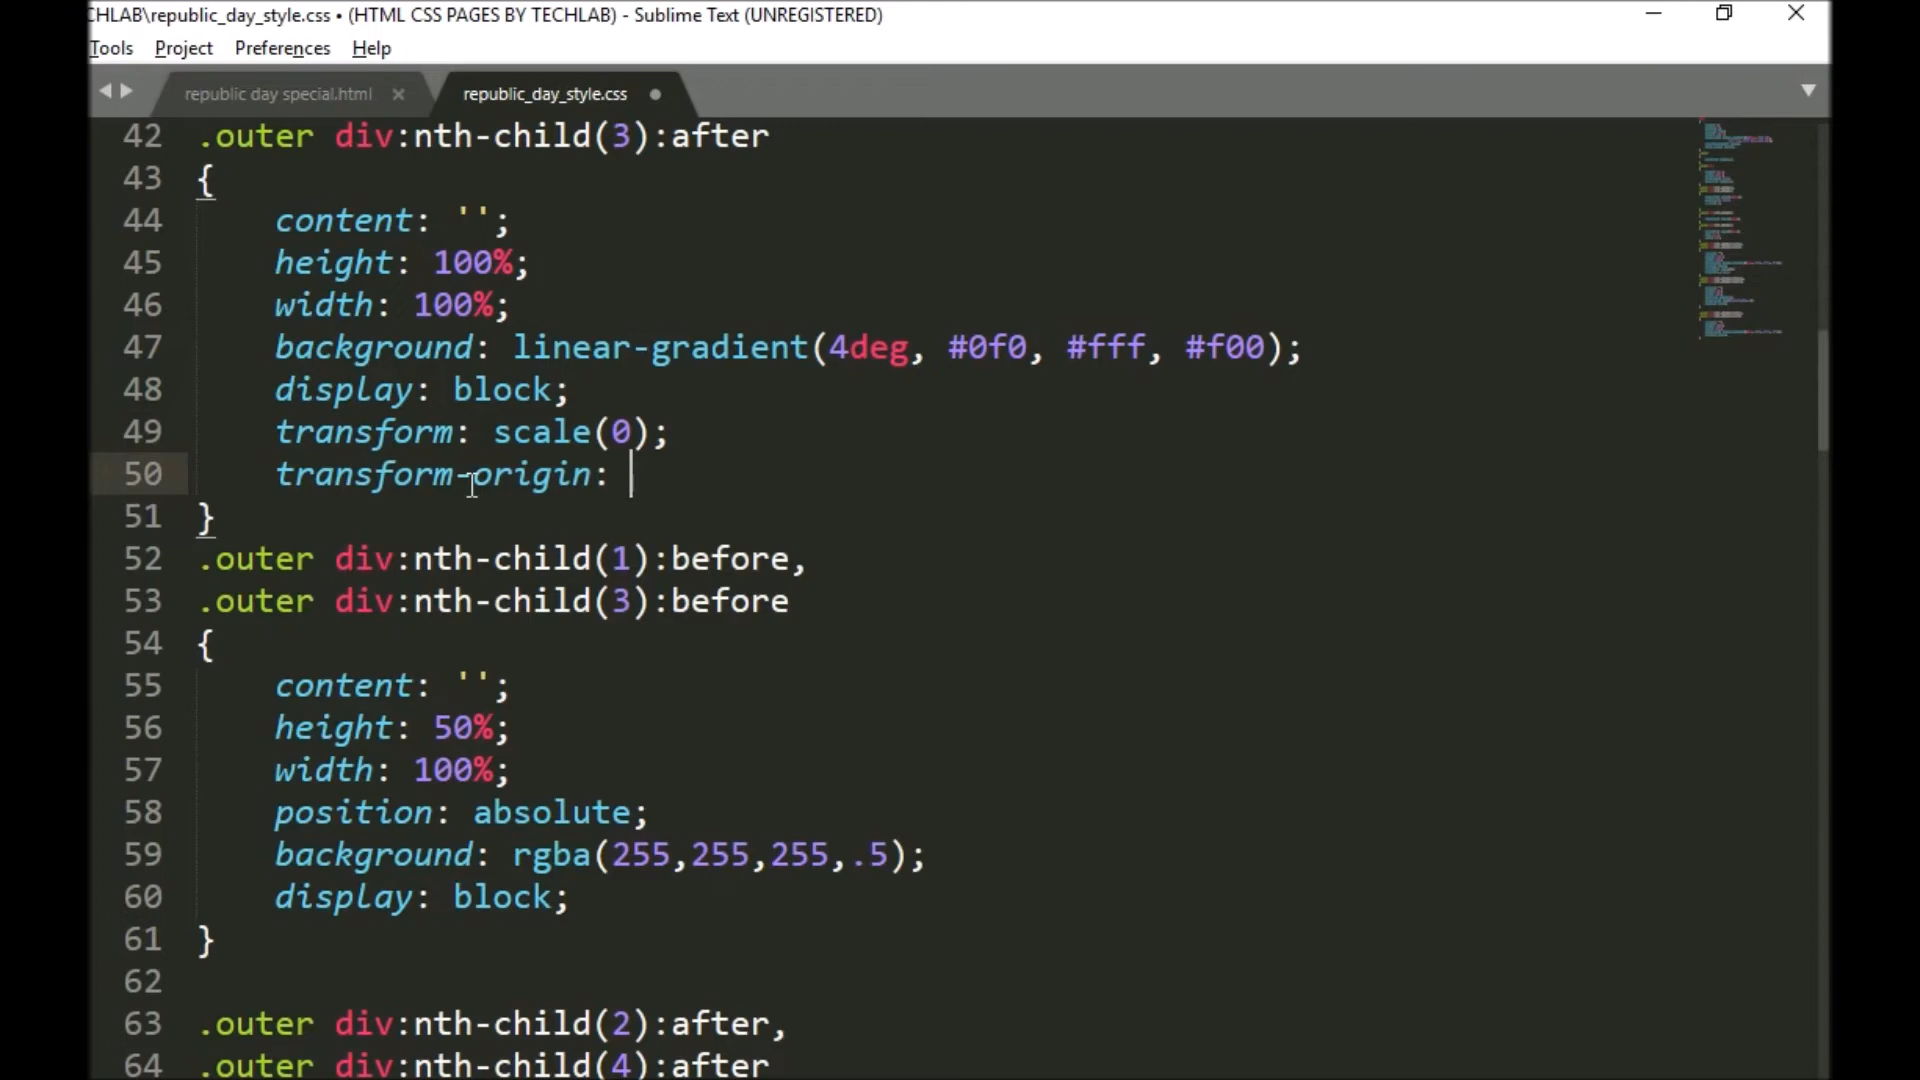 CHLAB\republic_day_style.css • (HTML CSS PAGES BY TECHLAB) - Sublime Text (UNREGISTERED)
Tools Project Preferences Help
republic day special.html republic_day_style.css
42 .outer div:nth-child(3):after
43 {
44 content: '';
45 height: 100%;
46 width: 100%;
47 background: linear-gradient(4deg, #0f0, #fff, #f00);
48 display: block;
49 transform: scale(0);
50 transform-origin:
51 }
52 .outer div:nth-child(1):before,
53 .outer div:nth-child(3):before
54 {
55 content: '';
56 height: 50%;
57 width: 100%;
58 position: absolute;
59 background: rgba(255,255,255,.5);
60 display: block;
61 }
62
63 .outer div:nth-child(2):after,
64 .outer div:nth-child(4):after